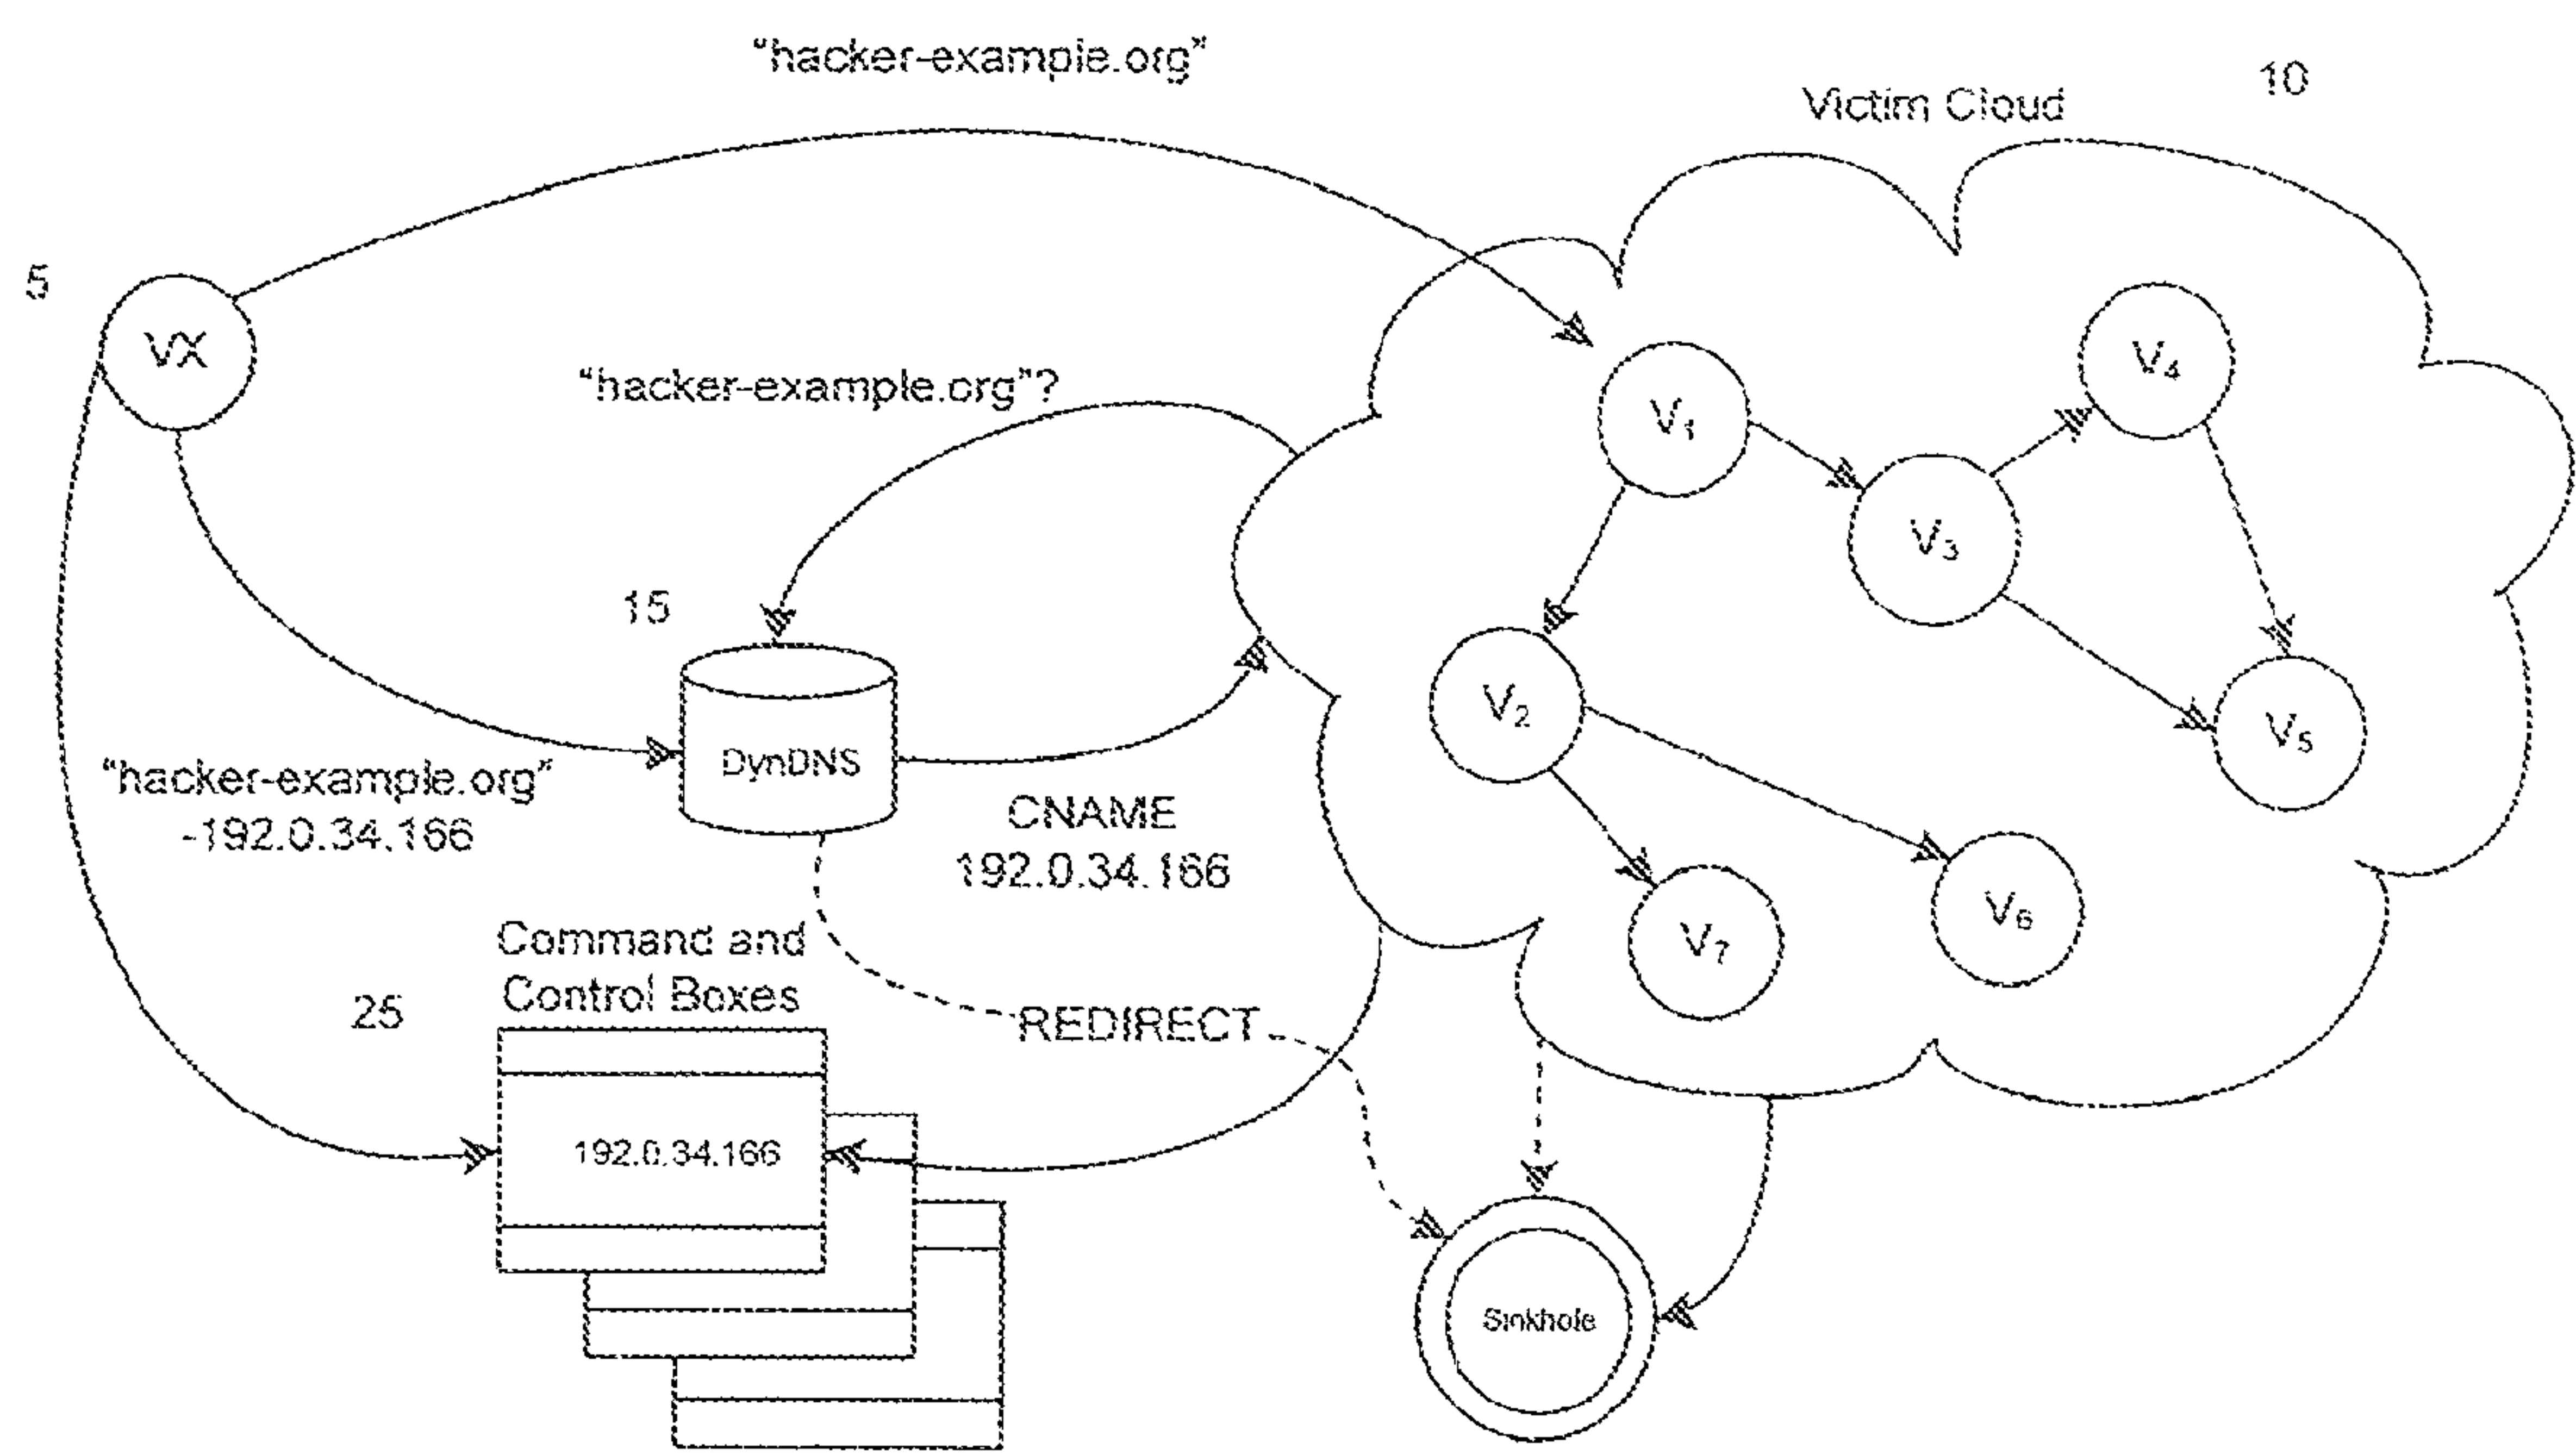 "hacker-example.org"
10
Victim Cloud
5
VX
"hacker-example.org"?
V4
V1
V3
15
V2
V5
DynDNS
"hacker-example.org"
-192.0.34.166
CNAME
192.0.34.166
V6
V7
Command and
Control Boxes
25
REDIRECT
192.0.34.166
Sinkhole